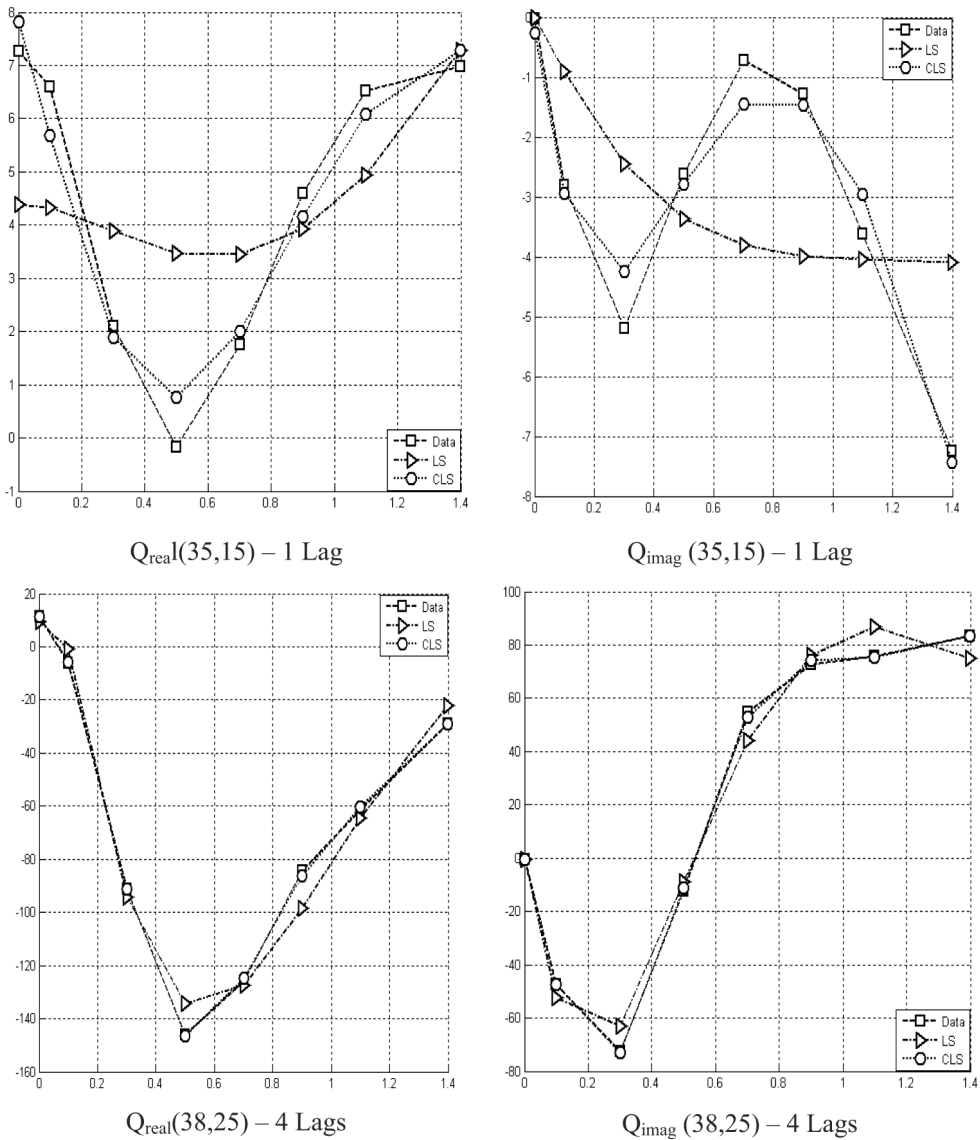 8
7
6
5
4
3
2
1
0
-1
0 0.2 0.4 0.6 0.8 1 1.2 1.4
Data
LS
CLS
0
-1
-2
-3
-4
-5
-6
-7
-8
0 0.2 0.4 0.6 0.8 1 1.2 1.4
Data
LS
CLS
Qreal(35,15) – 1 Lag
Qimag (35,15) – 1 Lag
20
0
-20
-40
-60
-80
-100
-120
-140
-160
0 0.2 0.4 0.6 0.8 1 1.2 1.4
Data
LS
CLS
100
80
60
40
20
0
-20
-40
-60
-80
0 0.2 0.4 0.6 0.8 1 1.2 1.4
Data
LS
CLS
Qreal(38,25) – 4 Lags
Qimag (38,25) – 4 Lags